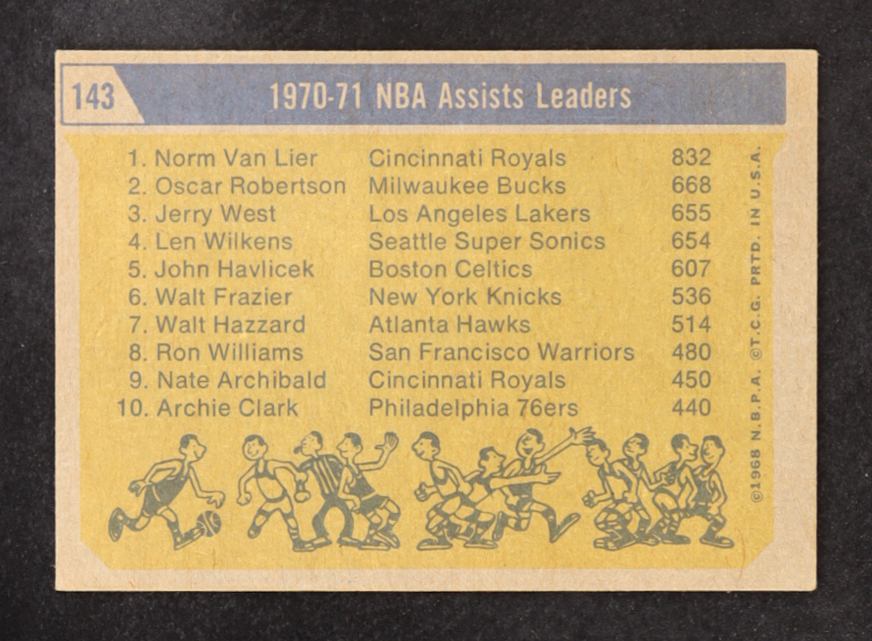 143 1970-71 NBA Assists Leaders
1. Norm Van Lier Cincinnati Royals 832
2. Oscar Robertson Milwaukee Bucks 668
3. Jerry West Los Angeles Lakers 655
4. Len Wilkens Seattle Super Sonics 654
5. John Havlicek Boston Celtics 607
6. Walt Frazier New York Knicks 536
7. Walt Hazzard Atlanta Hawks 514
8. Ron Williams San Francisco Warriors 480
9. Nate Archibald Cincinnati Royals 450
10. Archie Clark Philadelphia 76ers 440
©1968 N.B.P.A. ©T.C.G. PRTD. IN U.S.A.